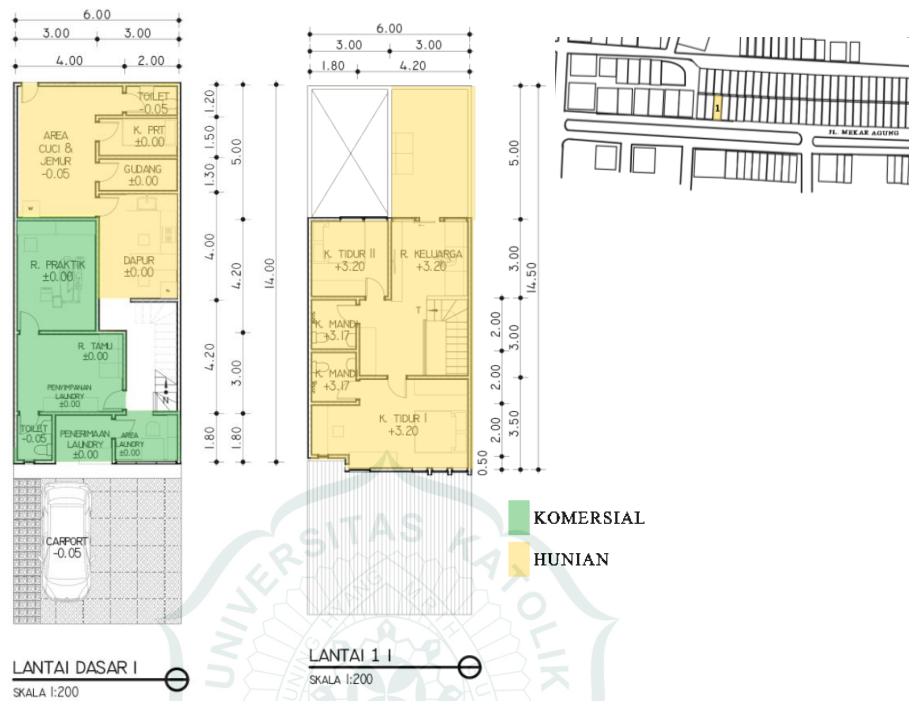 6.00
3.00 3.00
4.00 2.00
TOILET
-0.05
AREA
CUCI &
JEMUR
-0.05
K. PRT
±0.00
GUDANG
±0.00
DAPUR
±0.00
R. PRAKTIK
±0.00
R. TAMU
±0.00
PENYIMPANAN
LAUNDRY
±0.00
TOILET
-0.05
PENERIMAAN
LAUNDRY
±0.00
AREA
LAUNDRY
±0.00
CARPORT
-0.05
1.20
1.50
1.30
4.00
4.20
1.80
5.00
4.20
3.00
1.80
14.00
LANTAI DASAR I
SKALA 1:200
6.00
3.00 3.00
1.80 4.20
K. TIDUR II
+3.20
R. KELUARGA
+3.20
K. MANDI
+3.17
T
K. MANDI
+3.17
K. TIDUR I
+3.20
2.00
2.00
2.00
0.50
5.00
3.00
3.00
3.50
14.50
LANTAI 1 I
SKALA 1:200
1
JL. MEKAR AGUNG
KOMERSIAL
HUNIAN
UNIVERSITAS KATOLIK